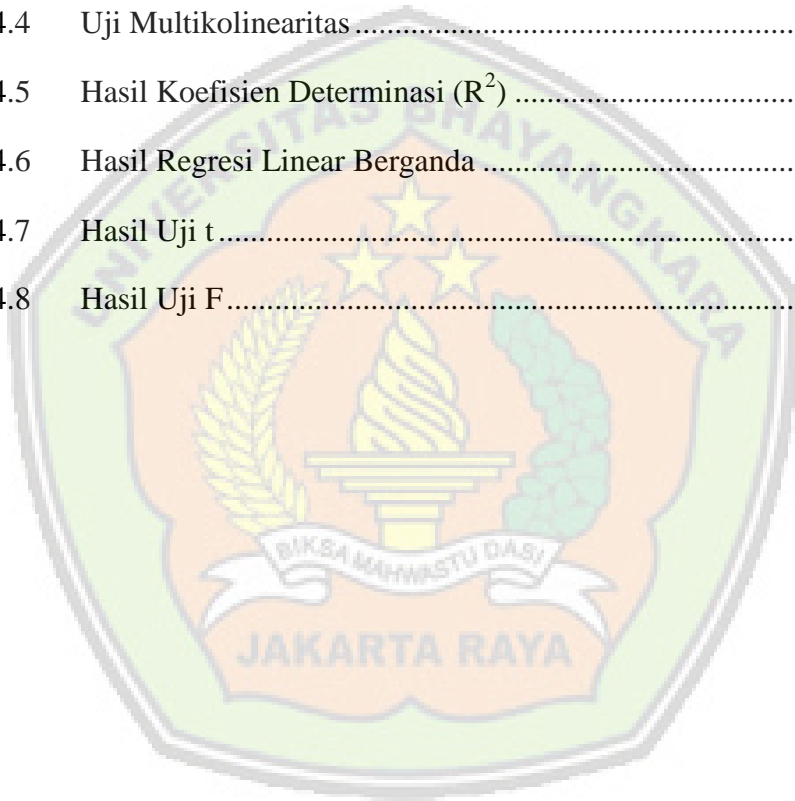 4.4 Uji Multikolinearitas ........................................................
4.5 Hasil Koefisien Determinasi (R²) ...................................
4.6 Hasil Regresi Linear Berganda .......................................
4.7 Hasil Uji t.........................................................................
4.8 Hasil Uji F........................................................................
UNIVERSITAS BHAYANGKARA
BIKSA MAHWASTU DASI
JAKARTA RAYA